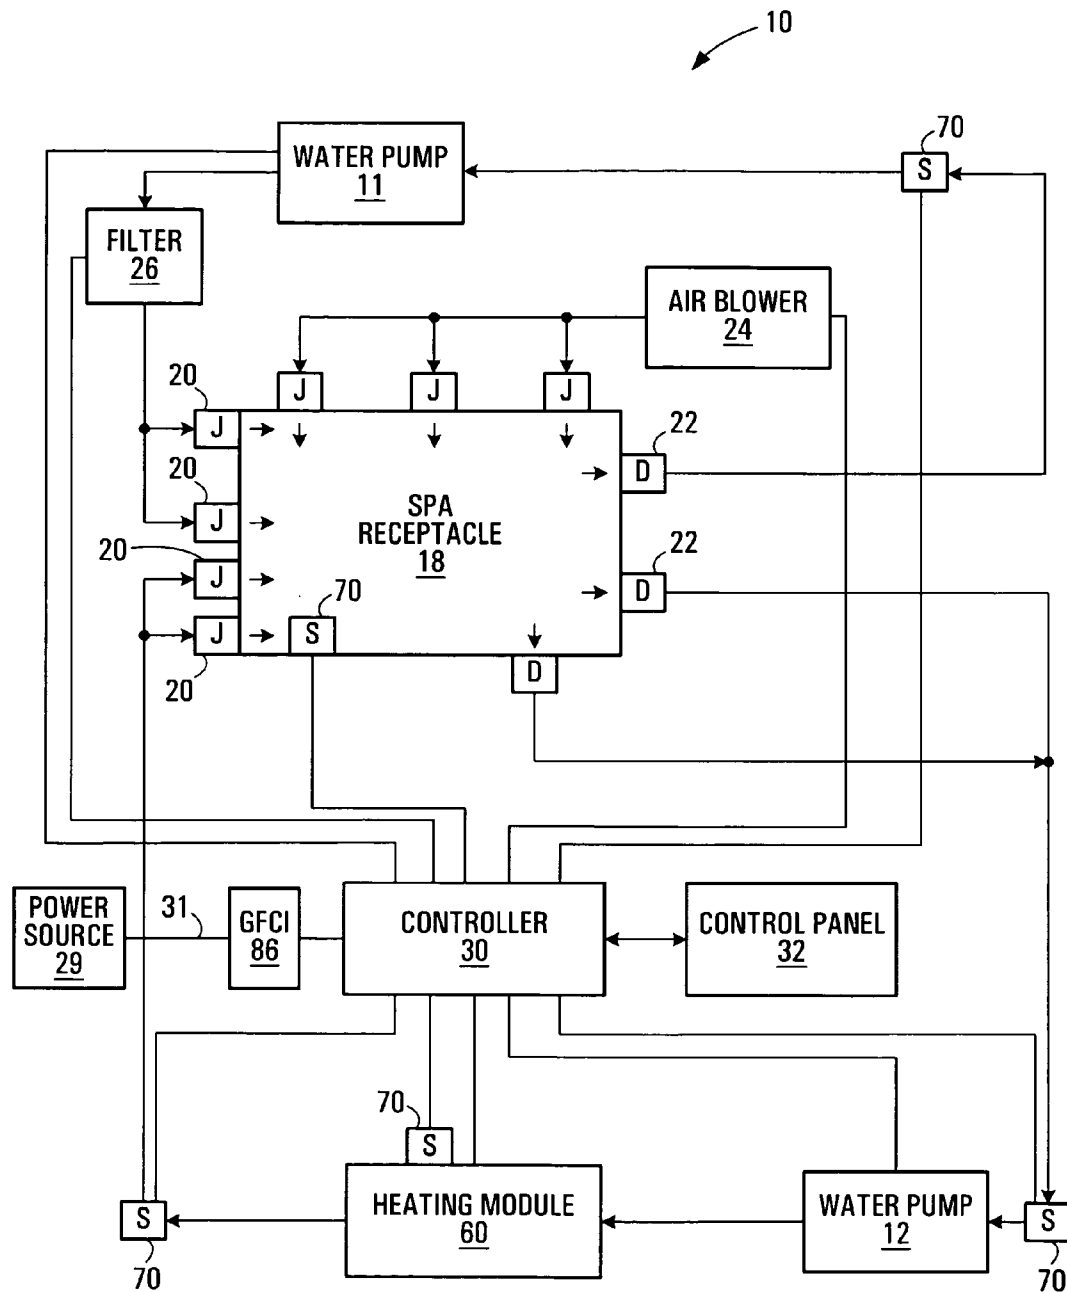 10
70
WATER PUMP
11
S
FILTER
26
AIR BLOWER
24
J
J
J
20
J
22
D
20
J
SPA
RECEPTACLE
18
20
J
22
D
70
S
J
20
D
POWER
SOURCE
29
31
GFCI
86
CONTROLLER
30
CONTROL PANEL
32
70
S
HEATING MODULE
60
WATER PUMP
12
S
70
S
70